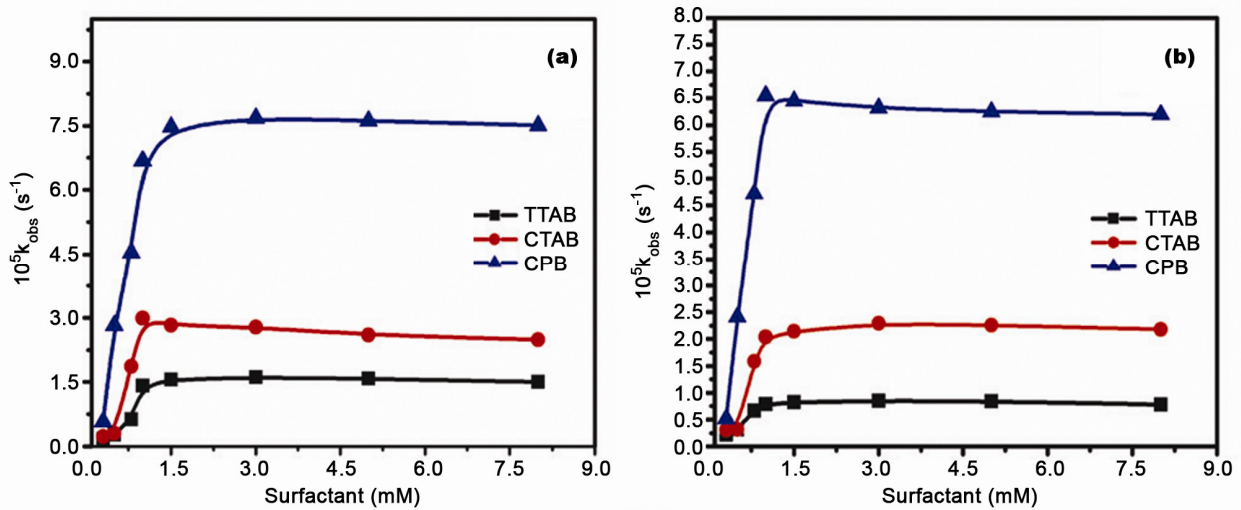 (a)
10⁵k_obs (s⁻¹)
9.0
7.5
6.0
4.5
3.0
1.5
0.0
TTAB
CTAB
CPB
0.0 1.5 3.0 4.5 6.0 7.5 9.0
Surfactant (mM)
(b)
10⁵k_obs (s⁻¹)
8.0
7.5
7.0
6.5
6.0
5.5
5.0
4.5
4.0
3.5
3.0
2.5
2.0
1.5
1.0
0.5
0.0
TTAB
CTAB
CPB
0.0 1.5 3.0 4.5 6.0 7.5 9.0
Surfactant (mM)